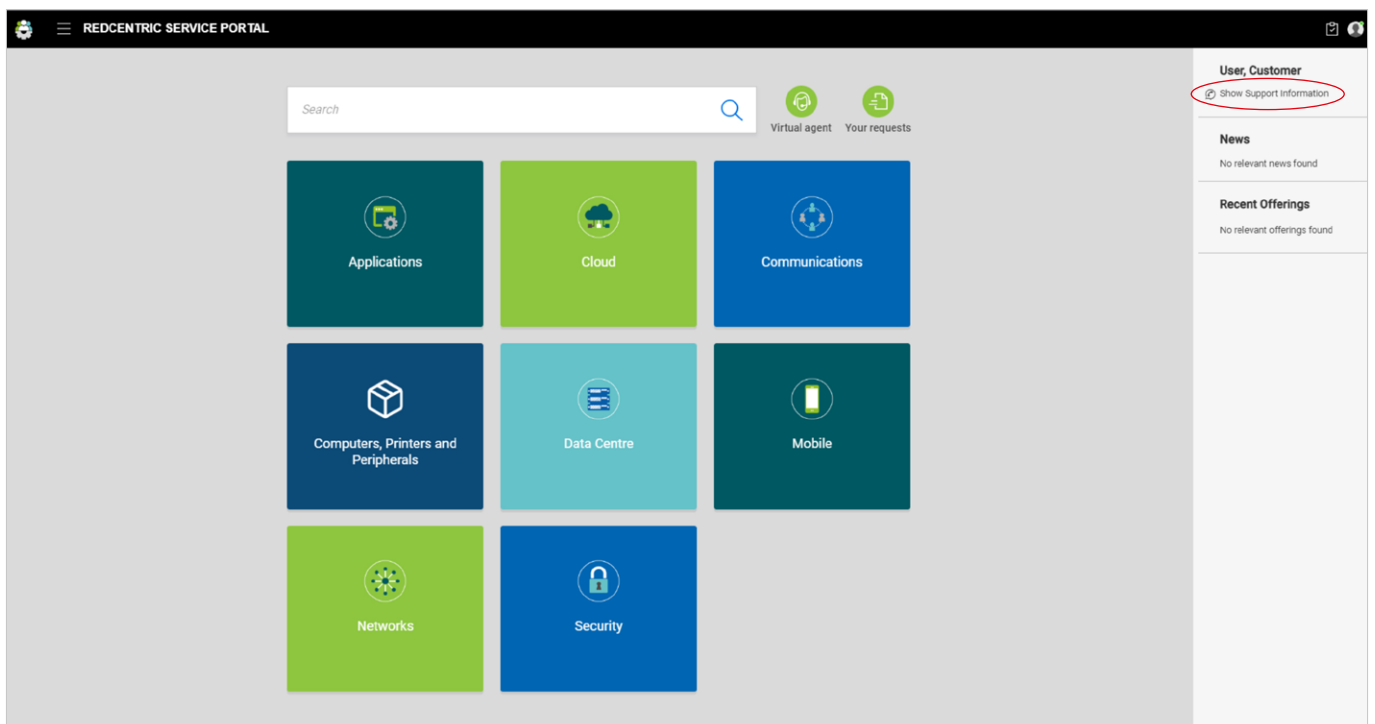 REDCENTRIC SERVICE PORTAL
Search
Virtual agent
Your requests
Applications
Cloud
Communications
Computers, Printers and
Peripherals
Data Centre
Mobile
Networks
Security
User, Customer
Show Support Information
News
No relevant news found
Recent Offerings
No relevant offerings found